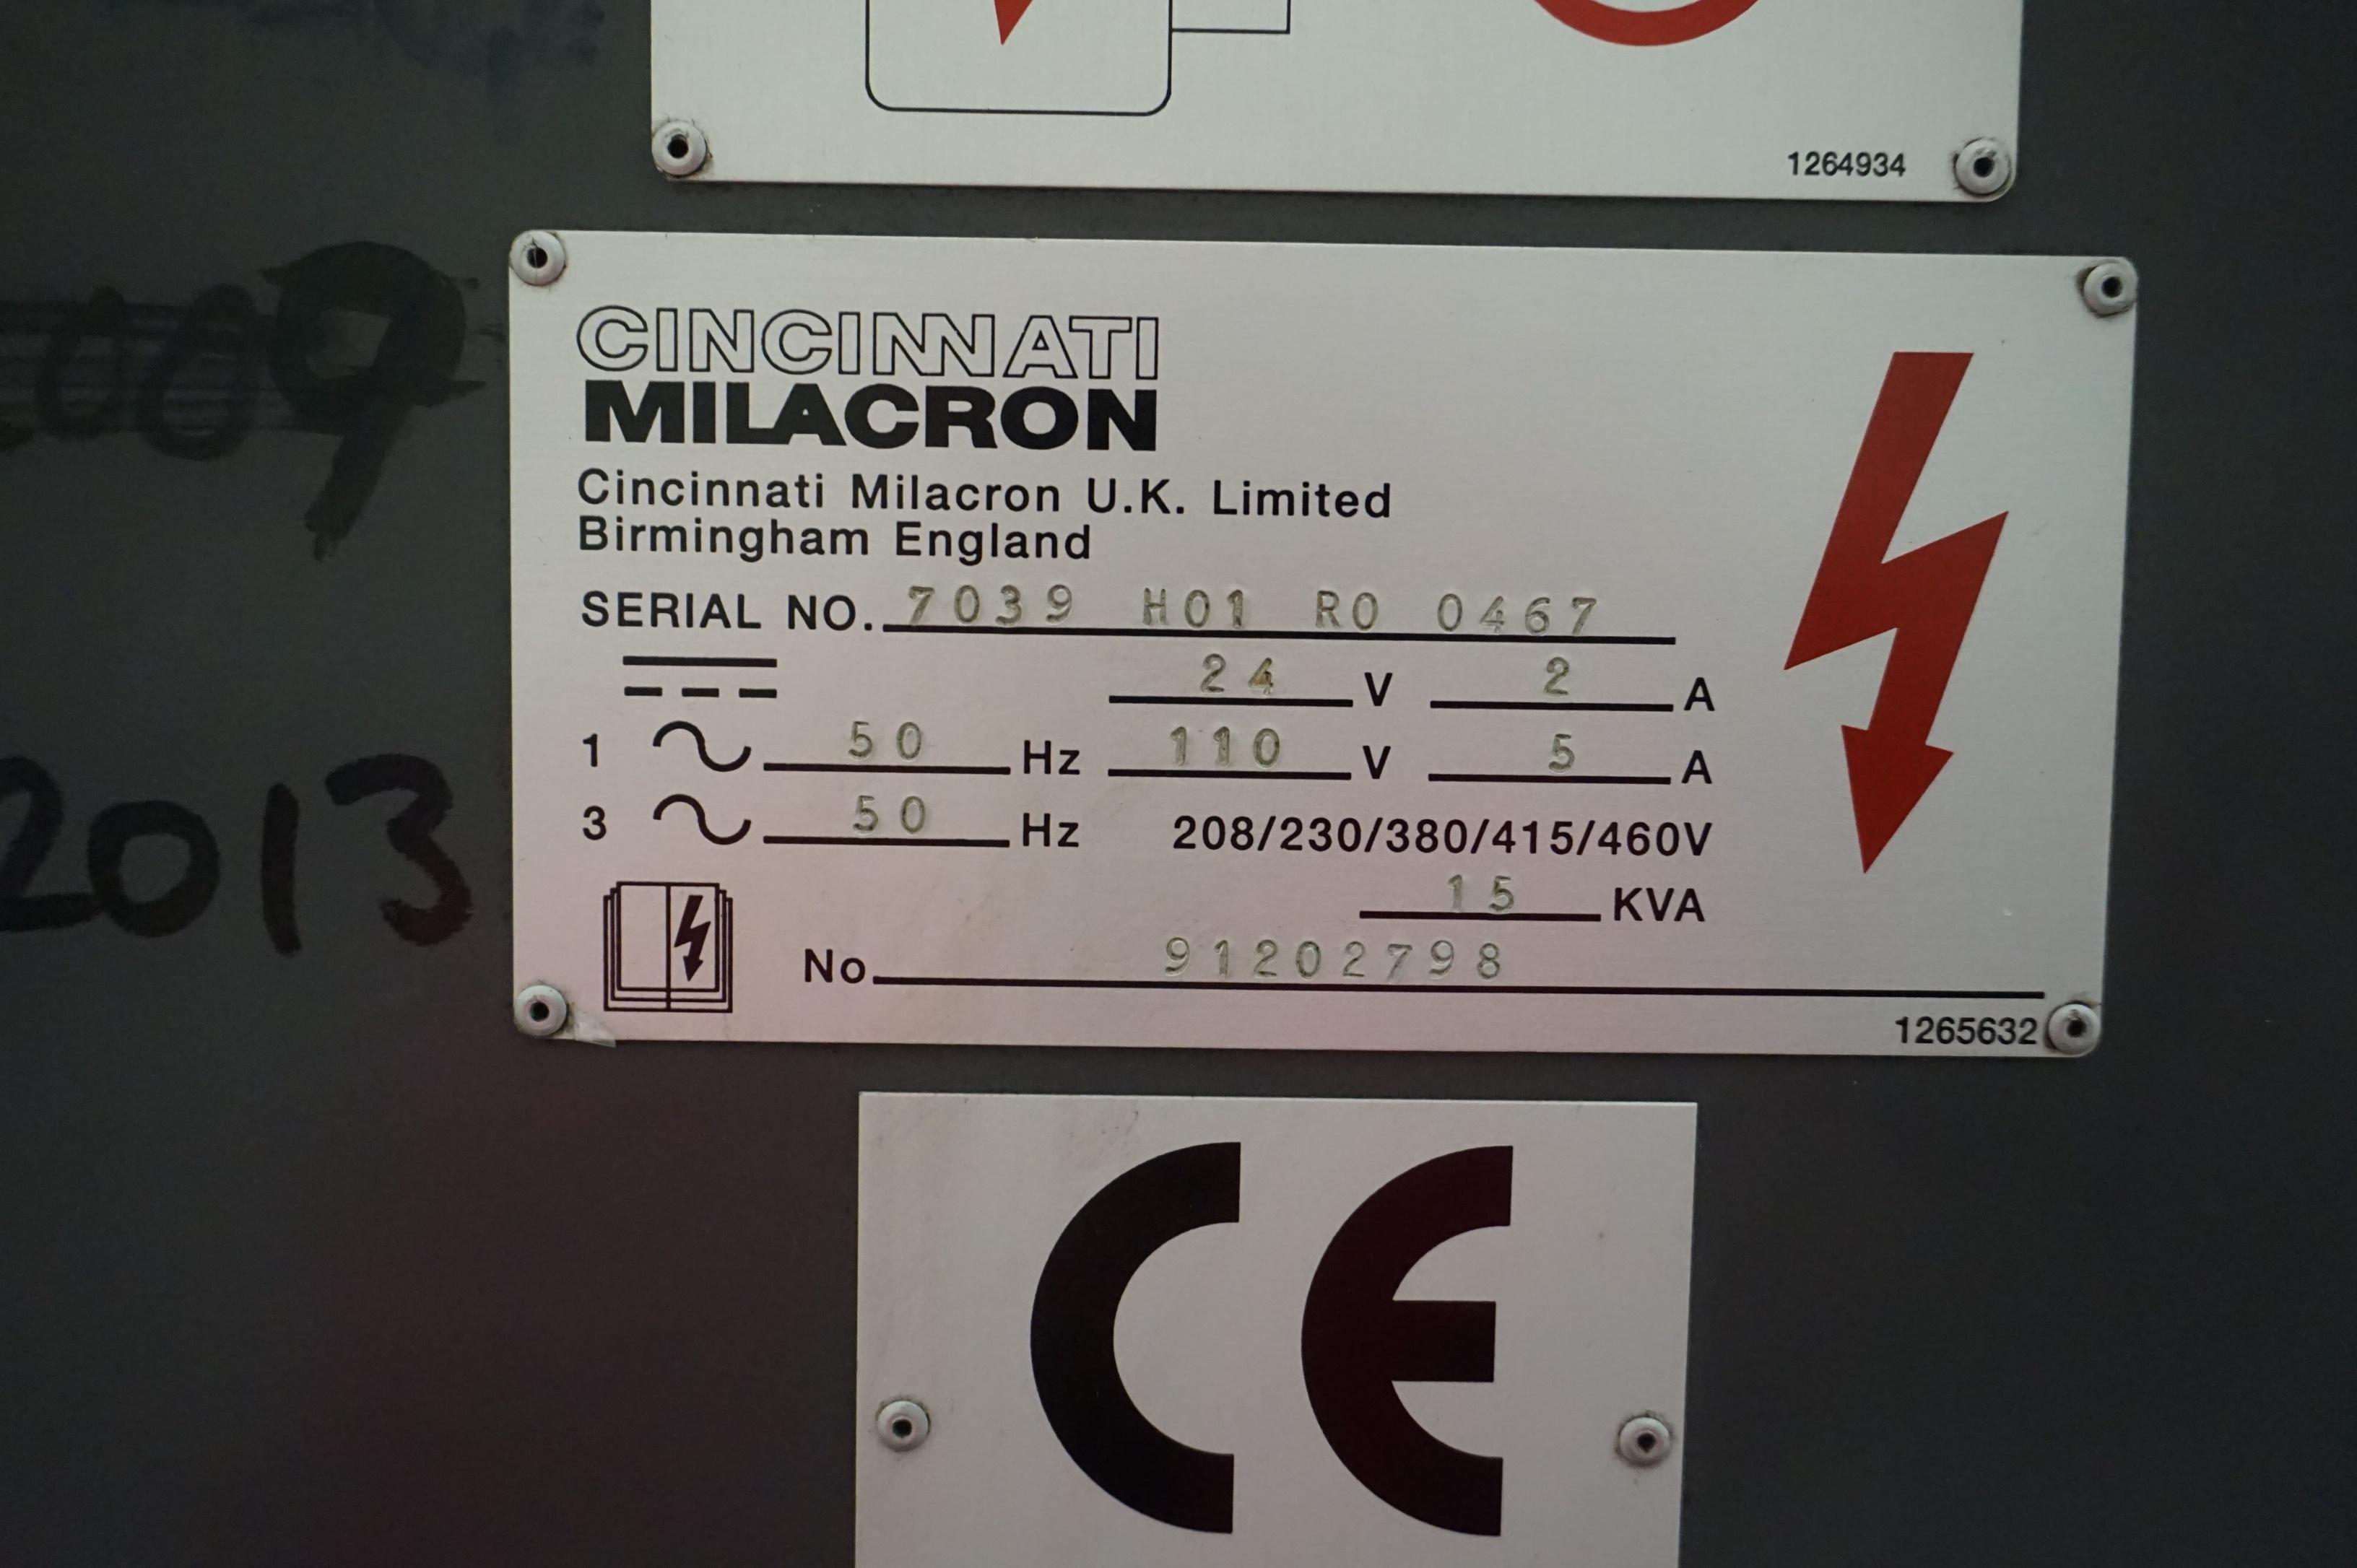 1264934
CINCINNATI
MILACRON
Cincinnati Milacron U.K. Limited
Birmingham England
SERIAL NO. 7039 H01 R0 0467
24 V 2 A
1 50 Hz 110 V 5 A
3 50 Hz 208/230/380/415/460V
15 KVA
No. 91202798
1265632
009
2013
CE